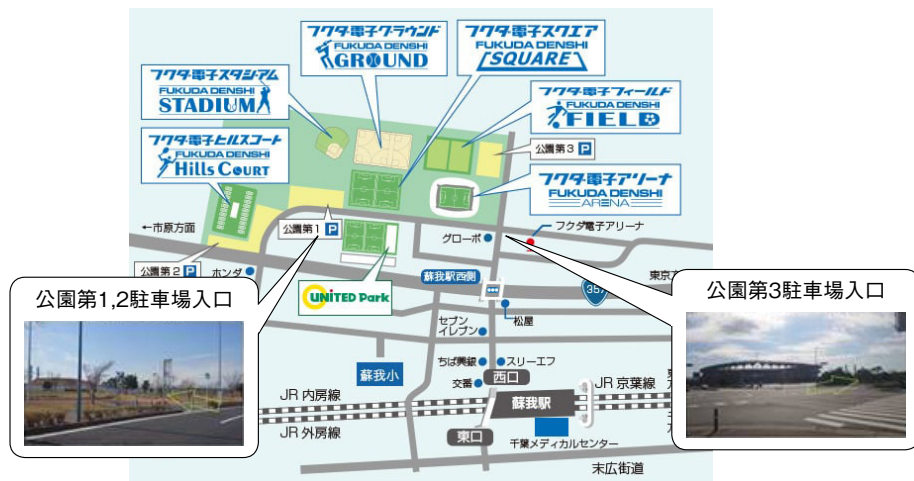 フクダ電子グラウンド
FUKUDA DENSHI
GROUND
フクダ電子スクエア
FUKUDA DENSHI
SQUARE
フクダ電子スタジアム
FUKUDA DENSHI
STADIUM
フクダ電子フィールド
FUKUDA DENSHI
FIELD
フクダ電子ヒルスコート
FUKUDA DENSHI
Hills COURT
公園第3 P
フクダ電子アリーナ
FUKUDA DENSHI
ARENA
←市原方面
公園第1 P
グローボ
フクダ電子アリーナ
公園第2 P
ホンダ
蘇我駅西側
357
東京
UNITED Park
公園第1,2駐車場入口
公園第3駐車場入口
セブン
イレブン
松屋
ちば興銀
スリーエフ
蘇我小
交番
西口
JR 内房線
JR 京葉線
蘇我駅
JR 外房線
東口
千葉メディカルセンター
末広街道